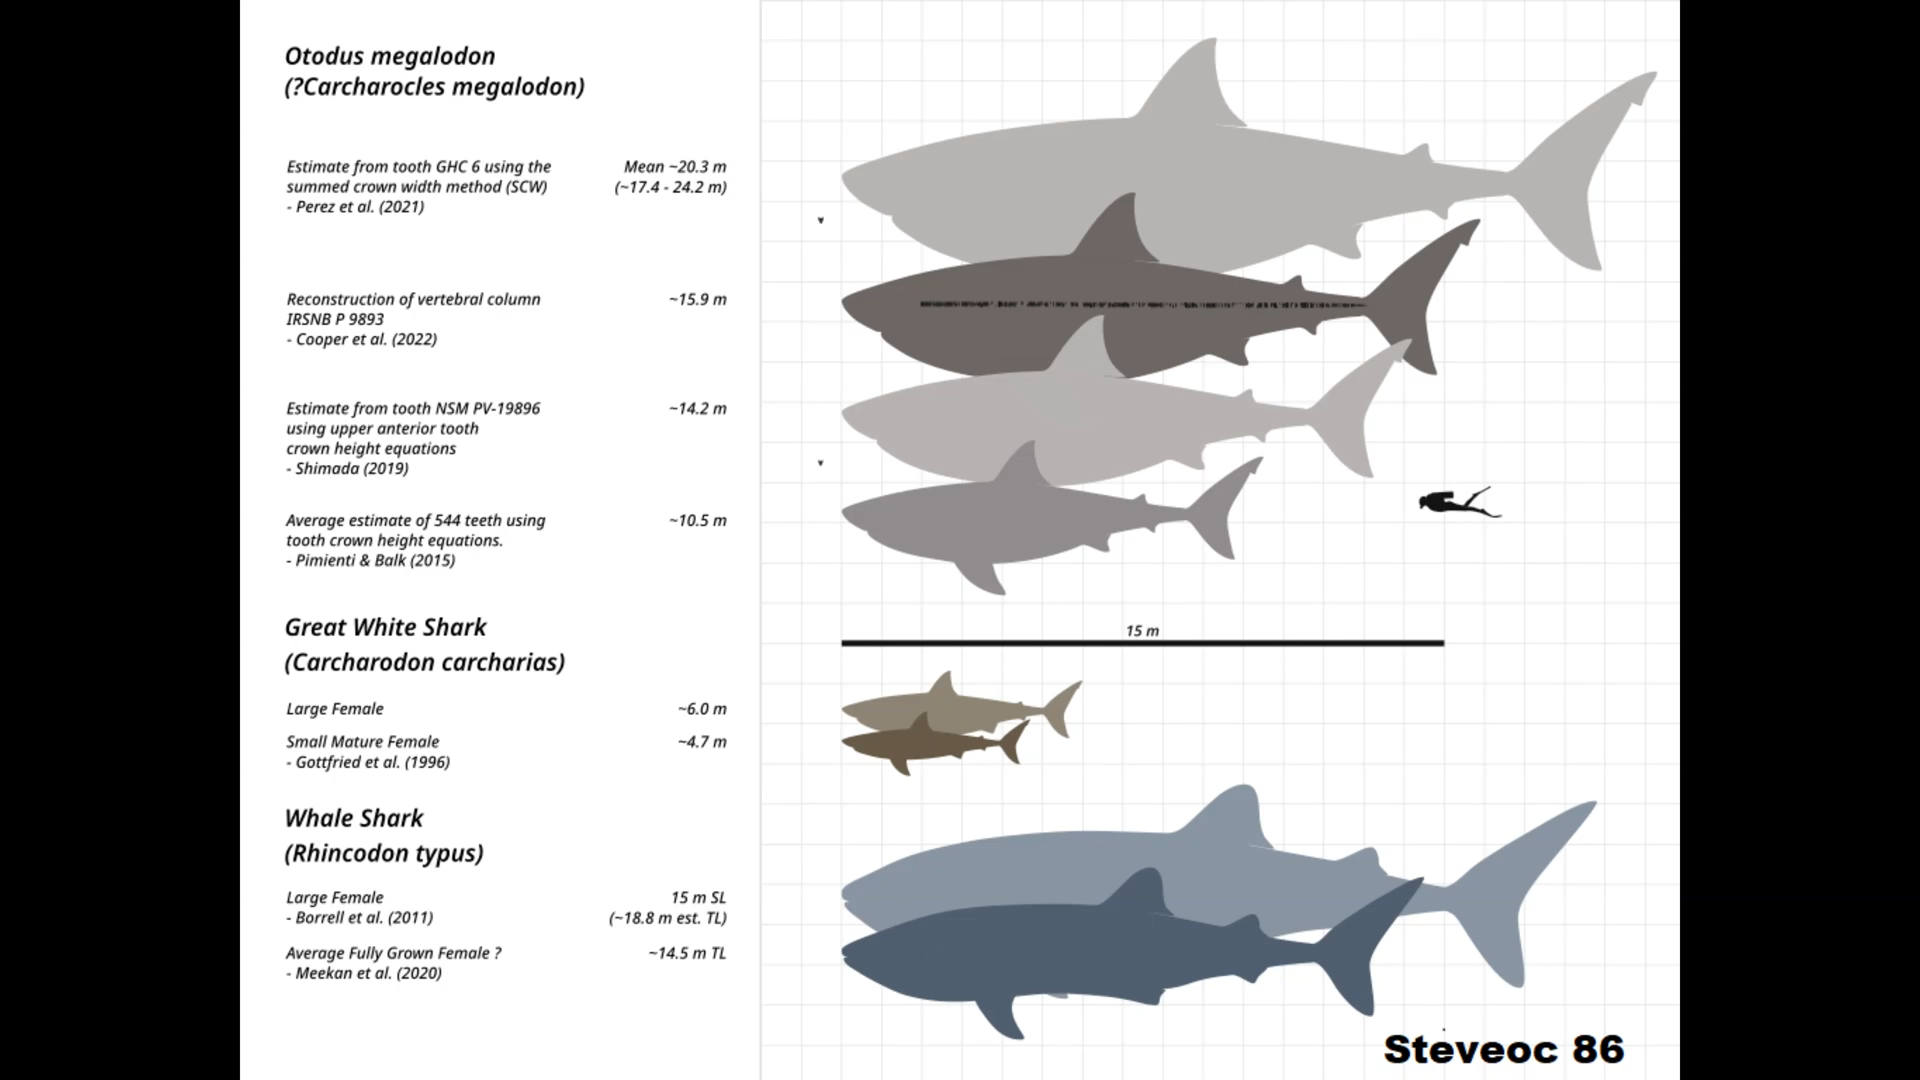 Otodus megalodon
(?Carcharocles megalodon)
Estimate from tooth GHC 6 using the
summed crown width method (SCW)
- Perez et al. (2021)
Mean ~20.3 m
(~17.4 - 24.2 m)
Reconstruction of vertebral column
IRSNB P 9893
- Cooper et al. (2022)
~15.9 m
Estimate from tooth NSM PV-19896
using upper anterior tooth
crown height equations
- Shimada (2019)
~14.2 m
Average estimate of 544 teeth using
tooth crown height equations.
- Pimienti & Balk (2015)
~10.5 m
15 m
Great White Shark
(Carcharodon carcharias)
Large Female
~6.0 m
Small Mature Female
- Gottfried et al. (1996)
~4.7 m
Whale Shark
(Rhincodon typus)
Large Female
- Borrell et al. (2011)
15 m SL
(~18.8 m est. TL)
Average Fully Grown Female ?
- Meekan et al. (2020)
~14.5 m TL
Steveoc 86